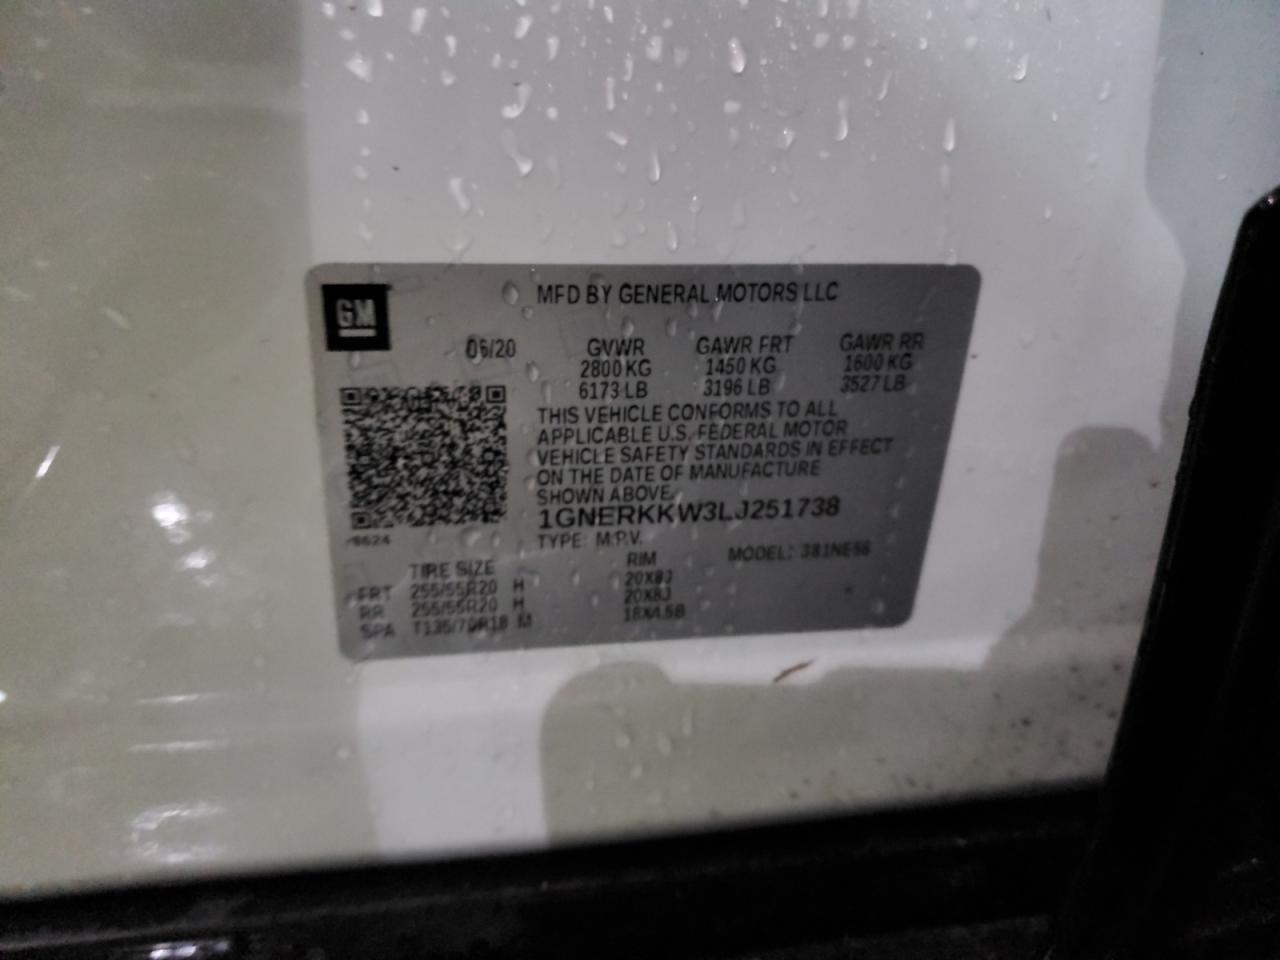 GM
MFD BY GENERAL MOTORS LLC
06/20 GVWR GAWR FRT GAWR RR
2800 KG 1450 KG 1600 KG
6173 LB 3196 LB 3527 LB
THIS VEHICLE CONFORMS TO ALL
APPLICABLE U.S. FEDERAL MOTOR
VEHICLE SAFETY STANDARDS IN EFFECT
ON THE DATE OF MANUFACTURE
SHOWN ABOVE.
1GNERKKW3LJ251738
TYPE: M.P.V. MODEL:
TIRE SIZE RIM
FRT 255/55R20 H 20X8J
RR 255/55R20 H 20X8J
SPA T135/70R18 M 18X4.5B